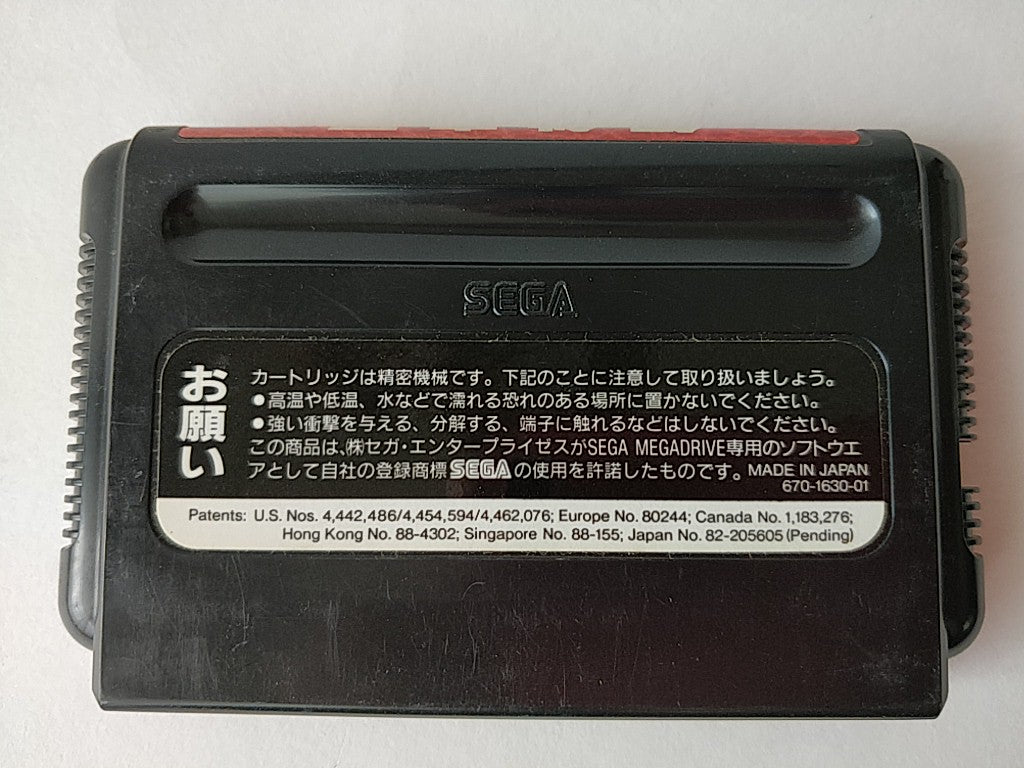 SEGA
お願い
カートリッジは精密機械です。下記のことに注意して取り扱いましょう。
●高温や低温、水などで濡れる恐れのある場所に置かないでください。
●強い衝撃を与える、分解する、端子に触れるなどはしないでください。
この商品は、㈱セガ・エンタープライゼスがSEGA MEGADRIVE専用のソフトウエ
アとして自社の登録商標SEGAの使用を許諾したものです。MADE IN JAPAN
670-1630-01
Patents: U.S. Nos. 4,442,486/4,454,594/4,462,076; Europe No. 80244; Canada No. 1,183,276;
Hong Kong No. 88-4302; Singapore No. 88-155; Japan No. 82-205605 (Pending)